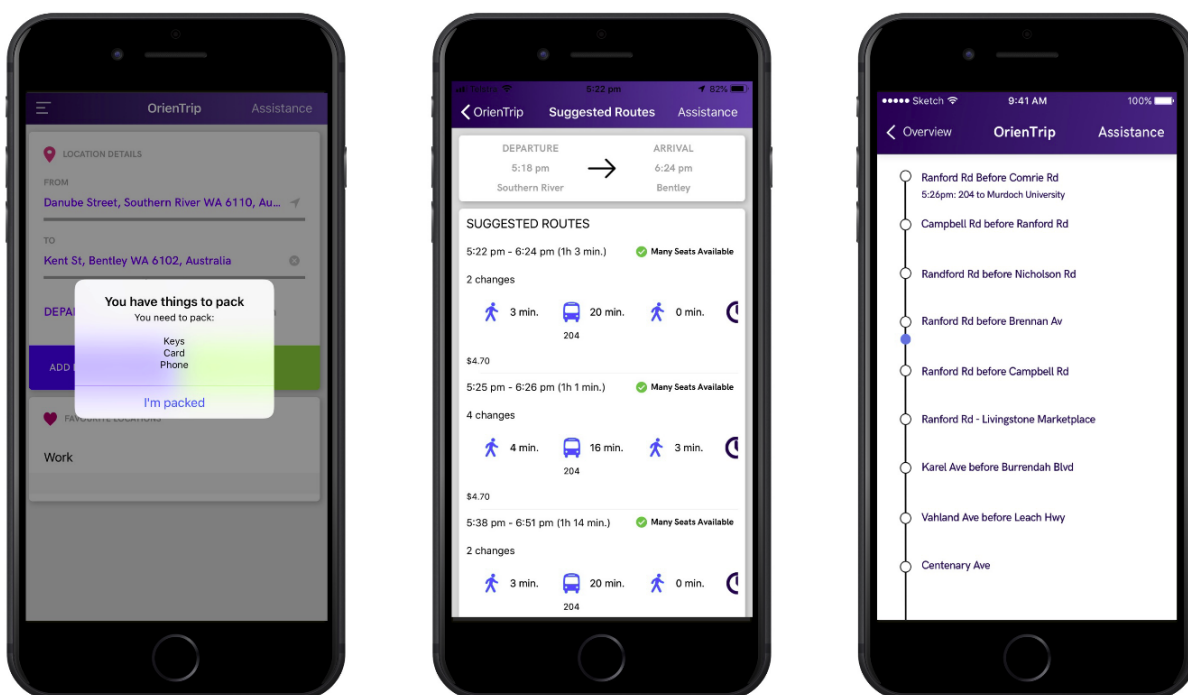 OrienTrip
Assistance
LOCATION DETAILS
FROM
Danube Street, Southern River WA 6110, Au...
TO
Kent St, Bentley WA 6102, Australia
You have things to pack
You need to pack:
Keys
Card
Phone
I'm packed
ADD
FAVOURITE LOCATIONS
Work
Telstra
5:22 pm
82%
OrienTrip
Suggested Routes
Assistance
DEPARTURE
ARRIVAL
5:18 pm
6:24 pm
Southern River
Bentley
SUGGESTED ROUTES
5:22 pm - 6:24 pm (1h 3 min.)
Many Seats Available
2 changes
3 min.
20 min.
0 min.
204
$4.70
5:25 pm - 6:26 pm (1h 1 min.)
Many Seats Available
4 changes
4 min.
16 min.
3 min.
204
$4.70
5:38 pm - 6:51 pm (1h 14 min.)
Many Seats Available
2 changes
3 min.
20 min.
0 min.
204
Sketch
9:41 AM
100%
Overview
OrienTrip
Assistance
Ranford Rd Before Comrie Rd
5:26pm: 204 to Murdoch University
Campbell Rd before Ranford Rd
Randford Rd before Nicholson Rd
Ranford Rd before Brennan Av
Ranford Rd before Campbell Rd
Ranford Rd - Livingstone Marketplace
Karel Ave before Burrendah Blvd
Vahland Ave before Leach Hwy
Centenary Ave